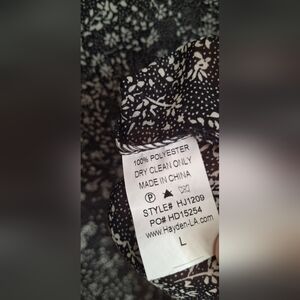 100% POLYESTER
DRY CLEAN ONLY
MADE IN CHINA
P
STYLE# HJ1209
PO# HD15254
www.Hayden-LA.com
L